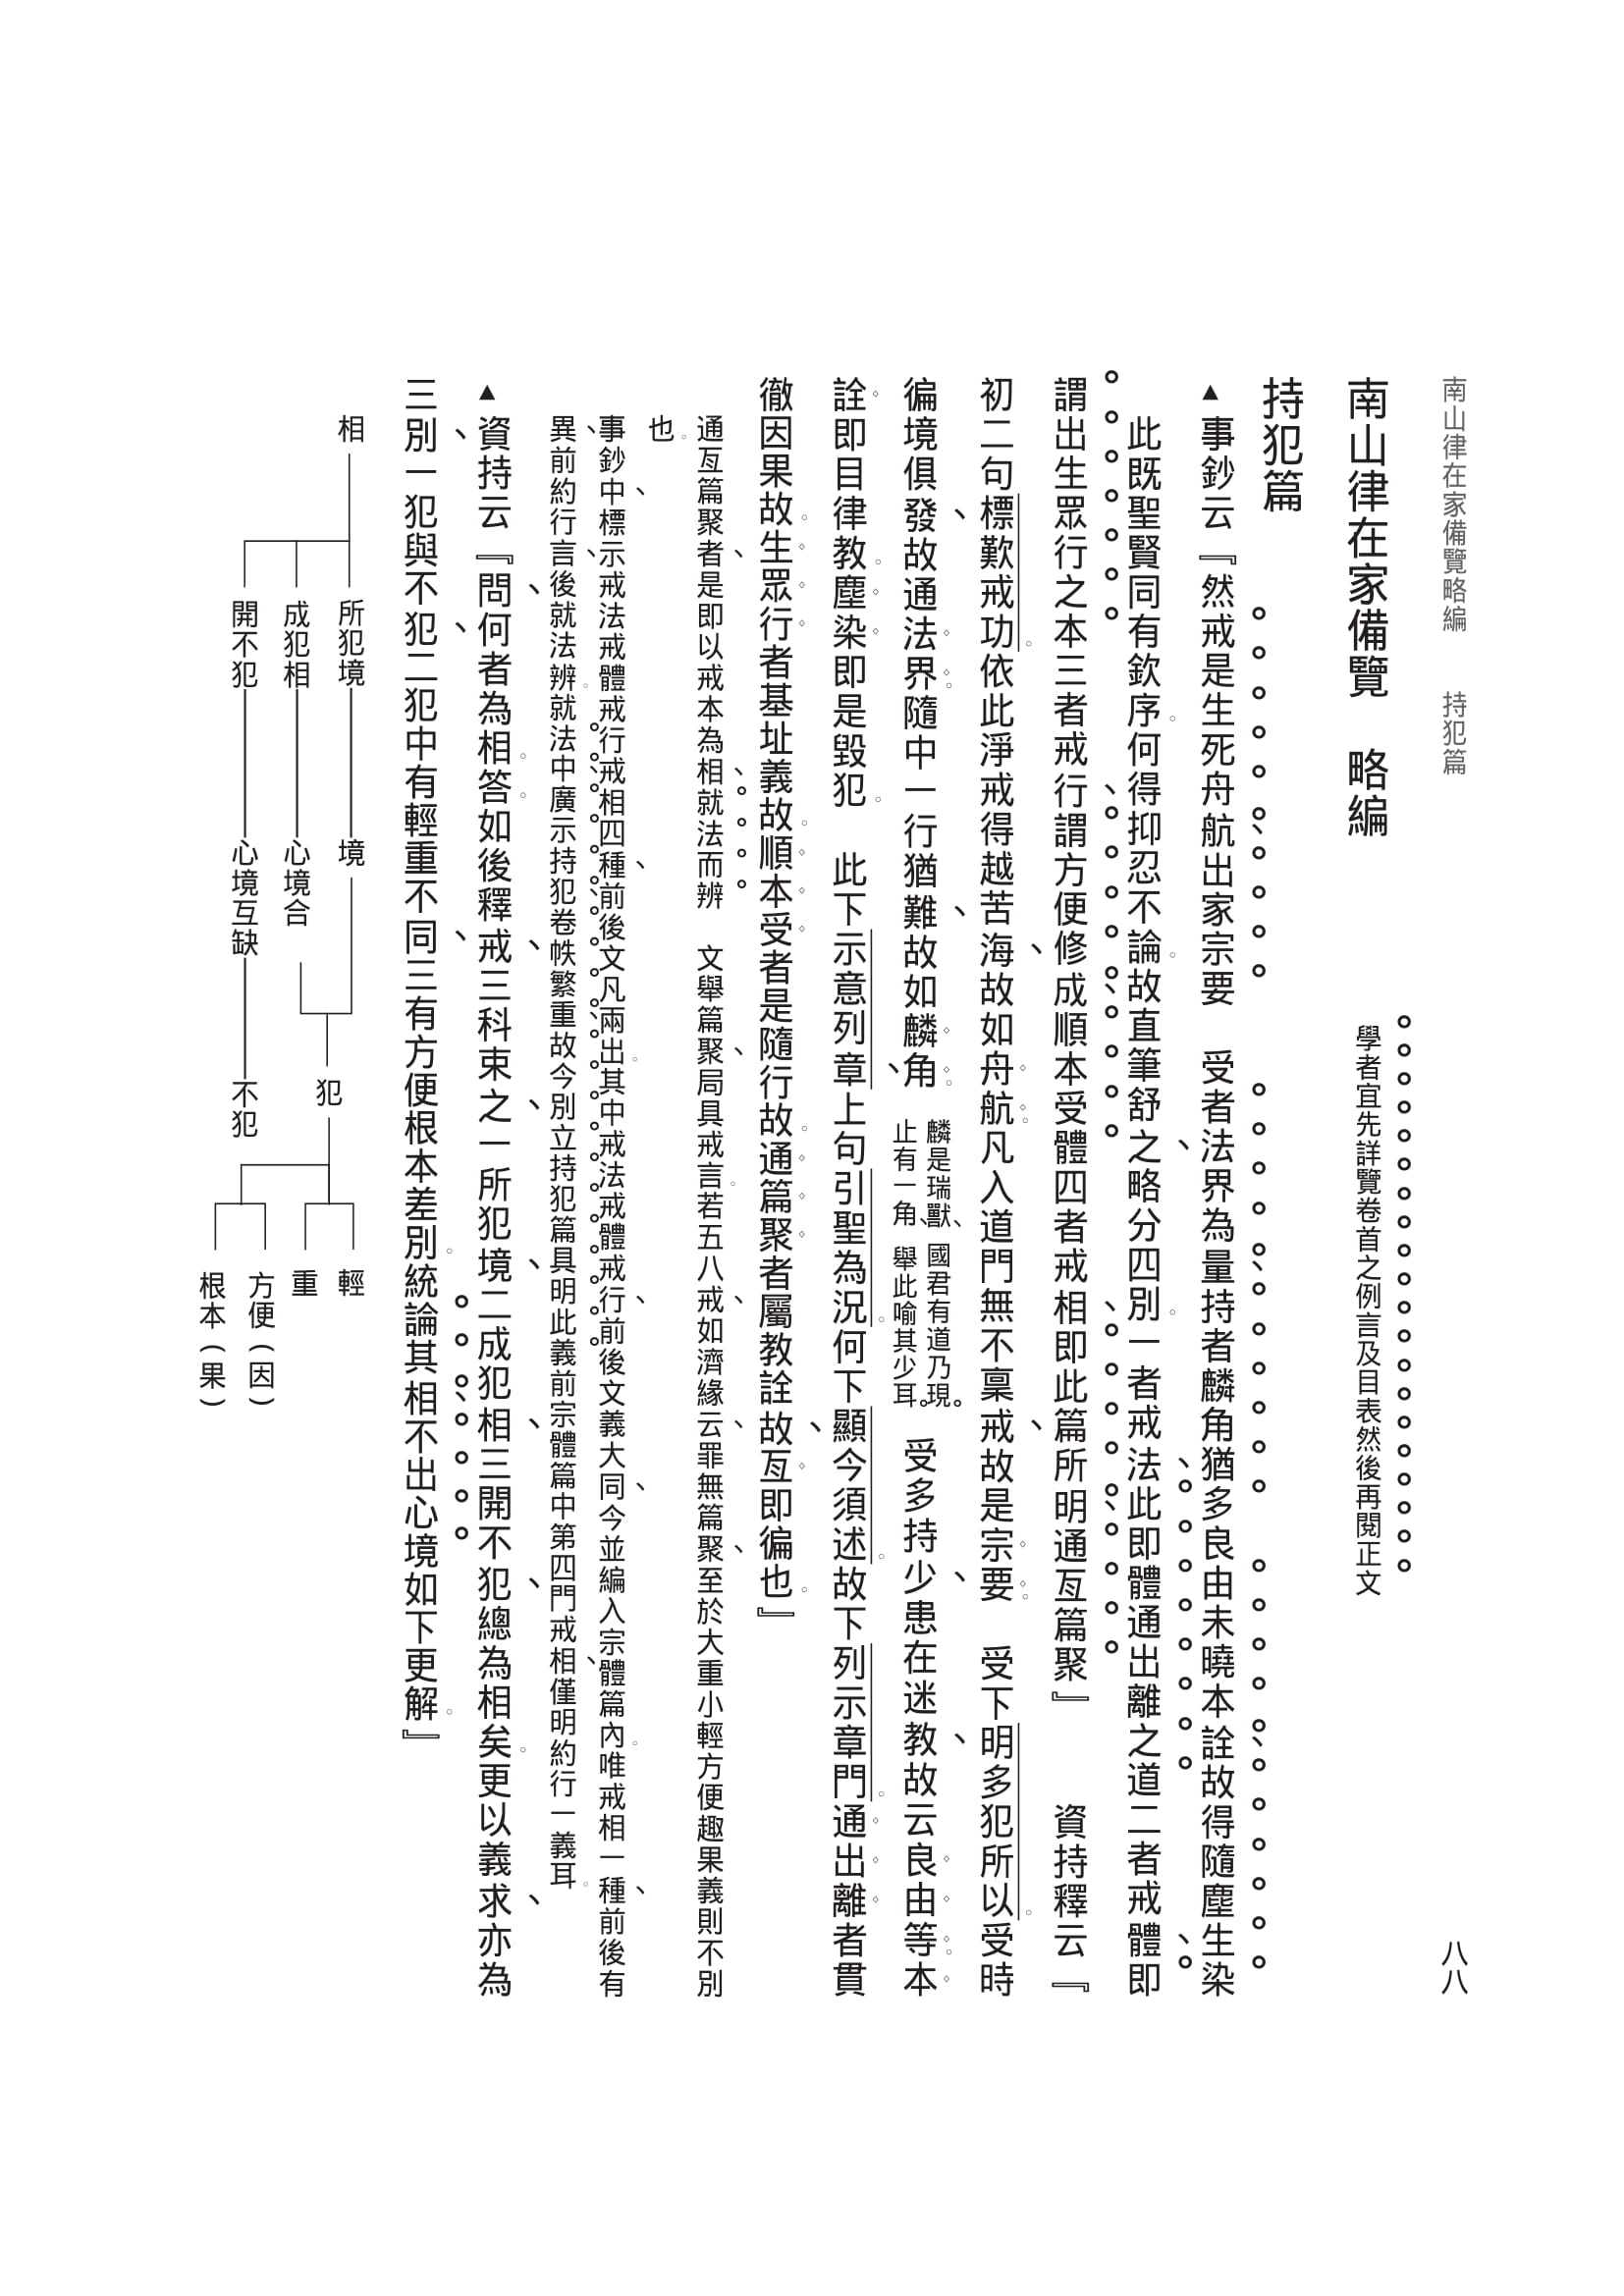 南山律在家備覽略編　持犯篇
八八
南山律在家備覽　略編
學者宜先詳覽卷首之例言及目表然後再閱正文
持犯篇
▲事鈔云『然戒是生死舟航出家宗要　受者法界為量持者麟角猶多良由未曉本詮故得隨塵生染
此既聖賢同有欽序何得抑忍不論故直筆舒之略分四別一者戒法此即體通出離之道二者戒體即
謂出生眾行之本三者戒行謂方便修成順本受體四者戒相即此篇所明通亙篇聚』　資持釋云『
初二句標歎戒功依此淨戒得越苦海故如舟航凡入道門無不稟戒故是宗要　受下明多犯所以受時
徧境俱發故通法界隨中一行猶難故如麟角
麟是瑞獸、國君有道乃現。
止有一角、舉此喻其少耳。
受多持少患在迷教故云良由等本
詮即目律教塵染即是毀犯　此下示意列章上句引聖為況何下顯今須述故下列示章門通出離者貫
徹因果故生眾行者基址義故順本受者是隨行故通篇聚者屬教詮故亙即徧也』
通亙篇聚者是即以戒本為相就法而辨　文舉篇聚局具戒言若五八戒如濟緣云罪無篇聚至於大重小輕方便趣果義則不別
也
事鈔中標示戒法戒體戒行戒相四種前後文凡兩出其中戒法戒體戒行前後文義大同今並編入宗體篇內唯戒相一種前後有
異前約行言後就法辨就法中廣示持犯卷帙繁重故今別立持犯篇具明此義前宗體篇中第四門戒相僅明約行一義耳
▲資持云『問何者為相答如後釋戒三科束之一所犯境二成犯相三開不犯總為相矣更以義求亦為
三別一犯與不犯二犯中有輕重不同三有方便根本差別統論其相不出心境如下更解』
相
所犯境
成犯相
開不犯
境
心境合
心境互缺
犯
不犯
輕
重
方便（因）
根本（果）